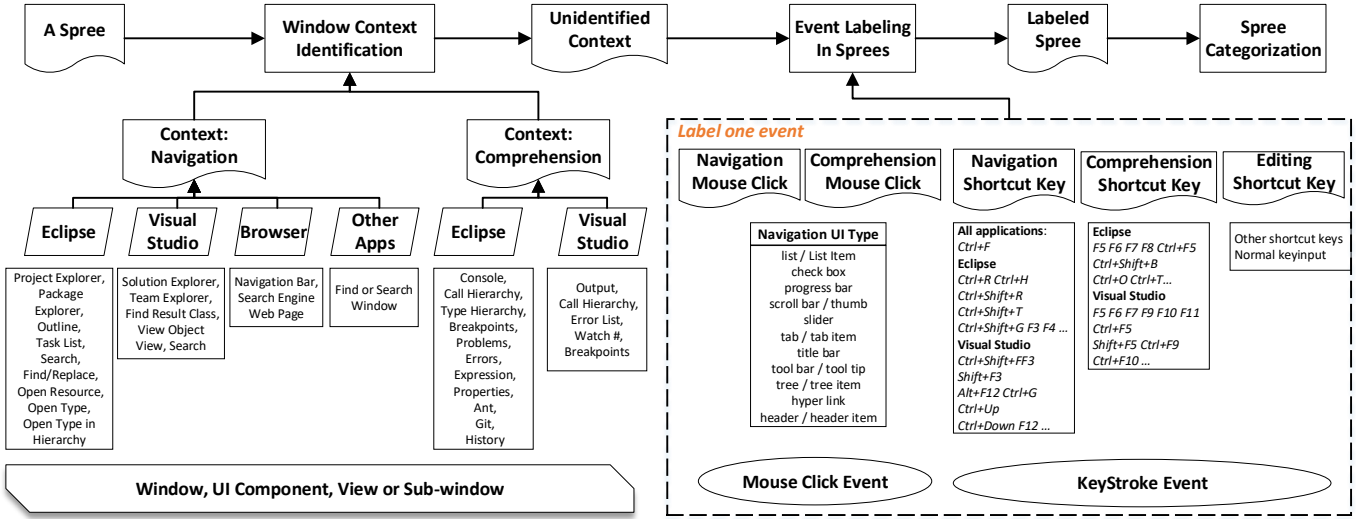 A Spree
Window Context
Identification
Unidentified
Context
Event Labeling
In Sprees
Labeled
Spree
Spree
Categorization
Context:
Navigation
Context:
Comprehension
Eclipse
Visual
Studio
Browser
Other
Apps
Eclipse
Visual
Studio
Project Explorer,
Package
Explorer,
Outline,
Task List,
Search,
Find/Replace,
Open Resource,
Open Type,
Open Type in
Hierarchy
Solution Explorer,
Team Explorer,
Find Result Class,
View Object
View, Search
Navigation Bar,
Search Engine
Web Page
Find or Search
Window
Console,
Call Hierarchy,
Type Hierarchy,
Breakpoints,
Problems,
Errors,
Expression,
Properties,
Ant,
Git,
History
Output,
Call Hierarchy,
Error List,
Watch #,
Breakpoints
Window, UI Component, View or Sub-window
Label one event
Navigation
Mouse Click
Comprehension
Mouse Click
Navigation
Shortcut Key
Comprehension
Shortcut Key
Editing
Shortcut Key
Navigation UI Type
list / List Item
check box
progress bar
scroll bar / thumb
slider
tab / tab item
title bar
tool bar / tool tip
tree / tree item
hyper link
header / header item
All applications:
Ctrl+F
Eclipse
Ctrl+R Ctrl+H
Ctrl+Shift+R
Ctrl+Shift+T
Ctrl+Shift+G F3 F4 ...
Visual Studio
Ctrl+Shift+FF3
Shift+F3
Alt+F12 Ctrl+G
Ctrl+Up
Ctrl+Down F12 ...
Eclipse
F5 F6 F7 F8 Ctrl+F5
Ctrl+Shift+B
Ctrl+O Ctrl+T...
Visual Studio
F5 F6 F7 F9 F10 F11
Ctrl+F5
Shift+F5 Ctrl+F9
Ctrl+F10 ...
Other shortcut keys
Normal keyinput
Mouse Click Event
KeyStroke Event